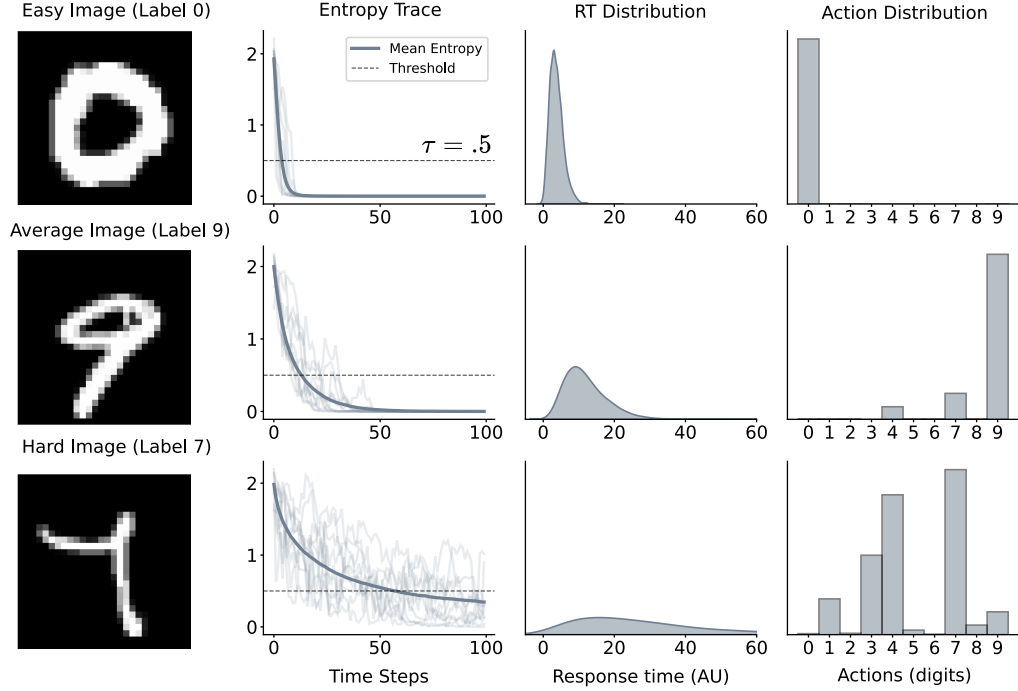 Easy Image (Label 0)
Entropy Trace
RT Distribution
Action Distribution
2
1
0
Mean Entropy
Threshold
τ = .5
0 50 100
0 20 40 60
0 1 2 3 4 5 6 7 8 9
Average Image (Label 9)
2
1
0
0 50 100
0 20 40 60
0 1 2 3 4 5 6 7 8 9
Hard Image (Label 7)
2
1
0
0 50 100
0 20 40 60
0 1 2 3 4 5 6 7 8 9
Time Steps
Response time (AU)
Actions (digits)